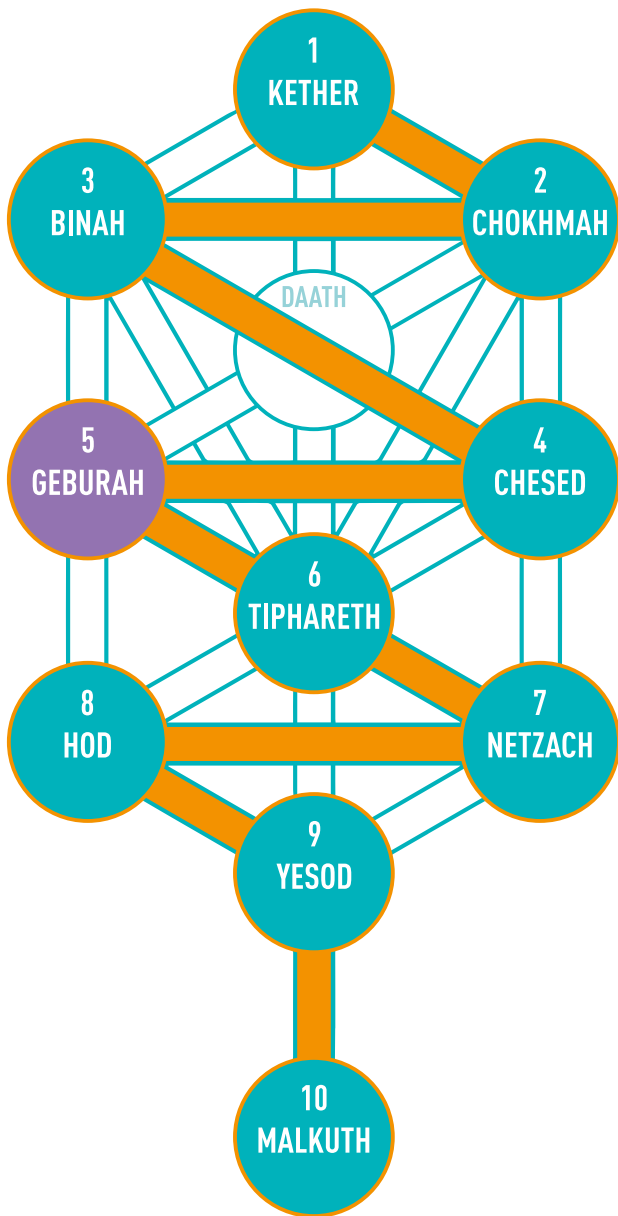 1
KETHER
3
BINAH
2
CHOKHMAH
DAATH
5
GEBURAH
4
CHESED
6
TIPHARETH
8
HOD
7
NETZACH
9
YESOD
10
MALKUTH